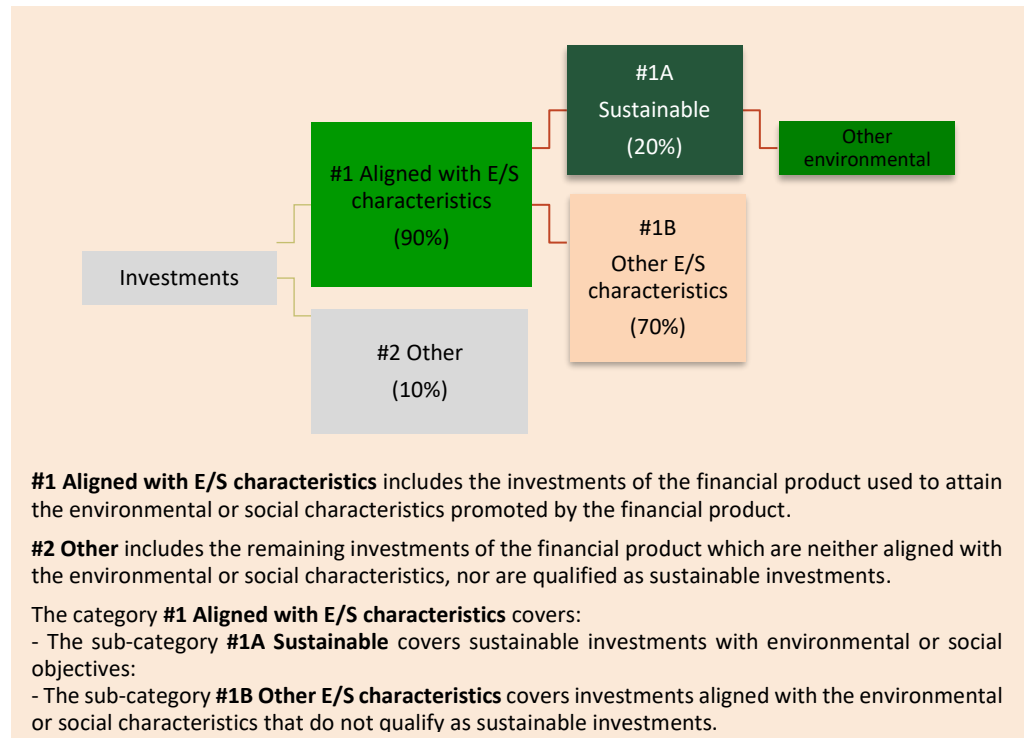 #1A
Sustainable
(20%)
Other
environmental
#1 Aligned with E/S
characteristics
(90%)
#1B
Other E/S
characteristics
(70%)
Investments
#2 Other
(10%)
#1 Aligned with E/S characteristics includes the investments of the financial product used to attain
the environmental or social characteristics promoted by the financial product.
#2 Other includes the remaining investments of the financial product which are neither aligned with
the environmental or social characteristics, nor are qualified as sustainable investments.
The category #1 Aligned with E/S characteristics covers:
- The sub-category #1A Sustainable covers sustainable investments with environmental or social
objectives:
- The sub-category #1B Other E/S characteristics covers investments aligned with the environmental
or social characteristics that do not qualify as sustainable investments.